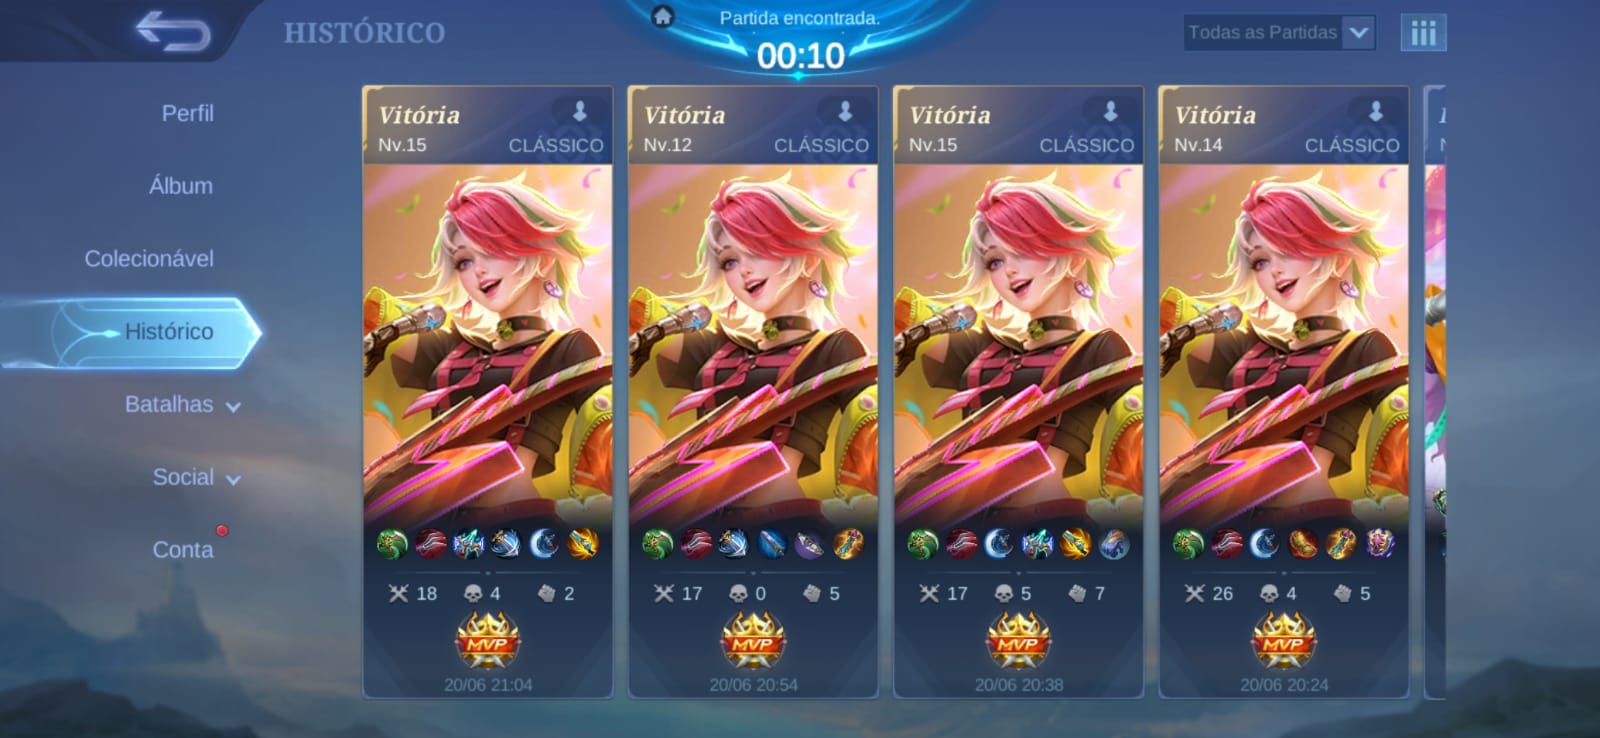 HISTÓRICO
Partida encontrada.
00:10
Todas as Partidas
Perfil
Álbum
Colecionável
Histórico
Batalhas
Social
Conta
Vitória
Nv.15 CLÁSSICO
18 4 2
MVP
20/06 21:04
Vitória
Nv.12 CLÁSSICO
17 0 5
MVP
20/06 20:54
Vitória
Nv.15 CLÁSSICO
17 5 7
MVP
20/06 20:38
Vitória
Nv.14 CLÁSSICO
26 4 5
MVP
20/06 20:24